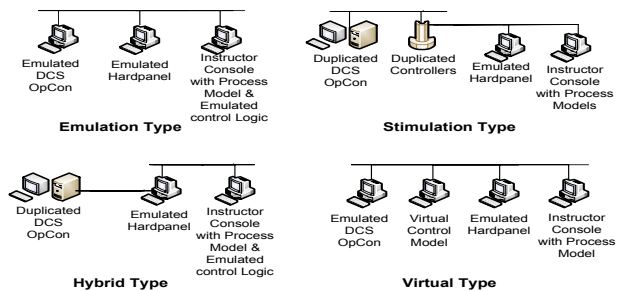 Emulated
DCS
OpCon
Emulated
Hardpanel
Instructor
Console
with Process
Model &
Emulated
control Logic
Emulation Type
Duplicated
DCS
OpCon
Duplicated
Controllers
Emulated
Hardpanel
Instructor
Console
with Process
Models
Stimulation Type
Duplicated
DCS
OpCon
Emulated
Hardpanel
Instructor
Console
with Process
Model &
Emulated
control Logic
Hybrid Type
Emulated
DCS
OpCon
Virtual
Control
Model
Emulated
Hardpanel
Instructor
Console
with Process
Model
Virtual Type